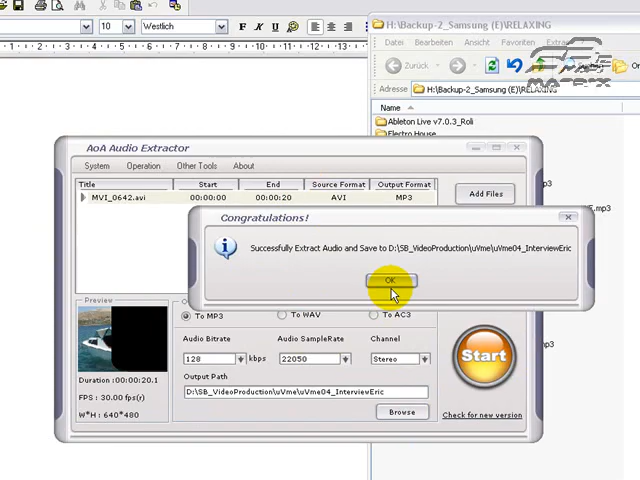 10
Westlich
F K U
H:\Backup-2_Samsung (E)\RELAXING
Datei Bearbeiten Ansicht Favoriten
Zurück
Adresse H:\Backup-2_Samsung (E)\RELAXING
Name
Ableton Live v7.0.3_Roli
Electro House
AoA Audio Extractor
System Operation Other Tools About
Title Start End Source Format Output Format
MVI_0642.avi 00:00:00 00:00:20 AVI MP3
Add Files
Congratulations!
Successfully Extract Audio and Save to D:\SB_VideoProduction\uVme\uVme04_InterviewEric
OK
Preview
To MP3 To WAV To AC3
Audio Bitrate Audio SampleRate Channel
128 kbps 22050 Stereo
Start
Duration :00:00:20.1
FPS : 30.00 fps(r)
W*H : 640*480
Output Path
D:\SB_VideoProduction\uVme\uVme04_InterviewEric
Browse
Check for new version